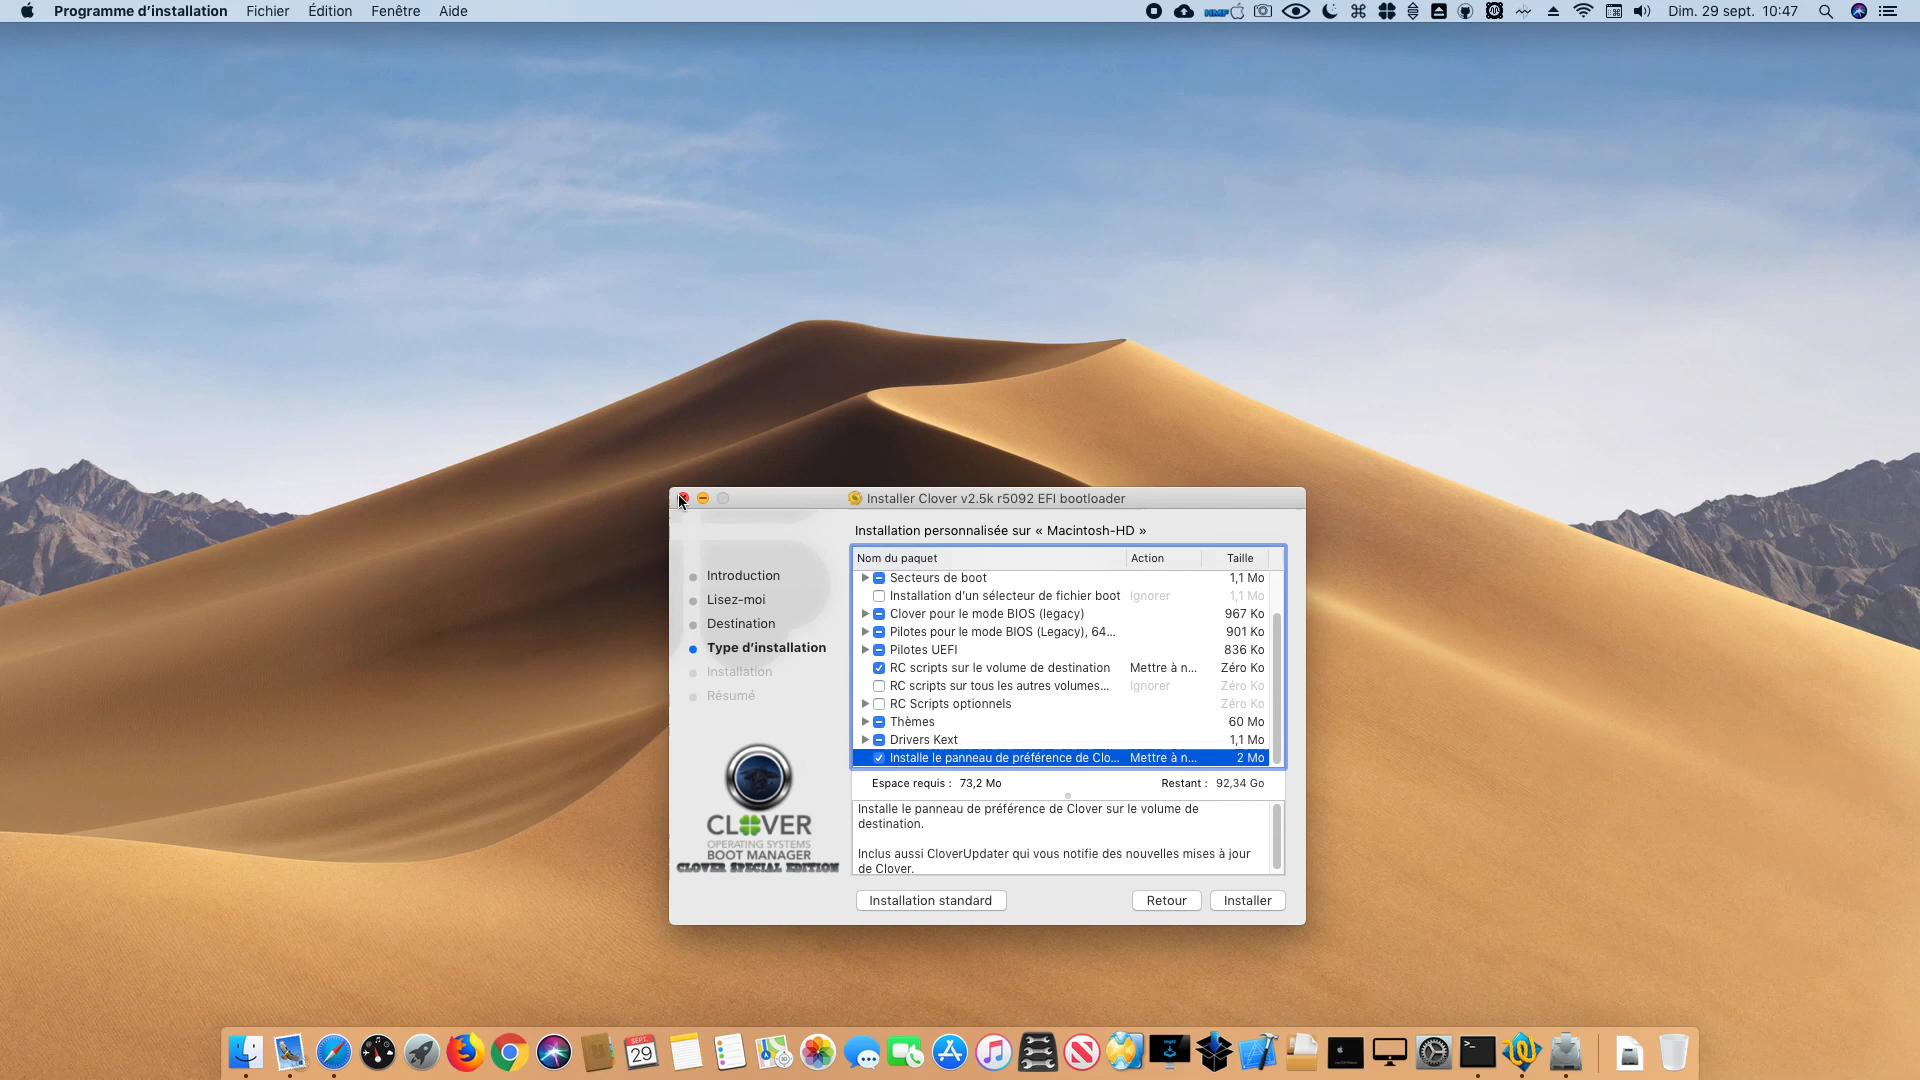 Programme d'installation Fichier Édition Fenêtre Aide
HMF
Dim. 29 sept. 10:47
Installer Clover v2.5k r5092 EFI bootloader
Installation personnalisée sur « Macintosh-HD »
Introduction
Lisez-moi
Destination
Type d'installation
Installation
Résumé
CLOVER
OPERATING SYSTEMS
BOOT MANAGER
CLOVER SPECIAL EDITION
Nom du paquet Action Taille
Secteurs de boot 1,1 Mo
Installation d'un sélecteur de fichier boot Ignorer 1,1 Mo
Clover pour le mode BIOS (legacy) 967 Ko
Pilotes pour le mode BIOS (Legacy), 64... 901 Ko
Pilotes UEFI 836 Ko
RC scripts sur le volume de destination Mettre à n... Zéro Ko
RC scripts sur tous les autres volumes... Ignorer Zéro Ko
RC Scripts optionnels Zéro Ko
Thèmes 60 Mo
Drivers Kext 1,1 Mo
Installe le panneau de préférence de Clo... Mettre à n... 2 Mo
Espace requis : 73,2 Mo Restant : 92,34 Go
Installe le panneau de préférence de Clover sur le volume de
destination.
Inclus aussi CloverUpdater qui vous notifie des nouvelles mises à jour
de Clover.
Installation standard Retour Installer
SEPT.
29